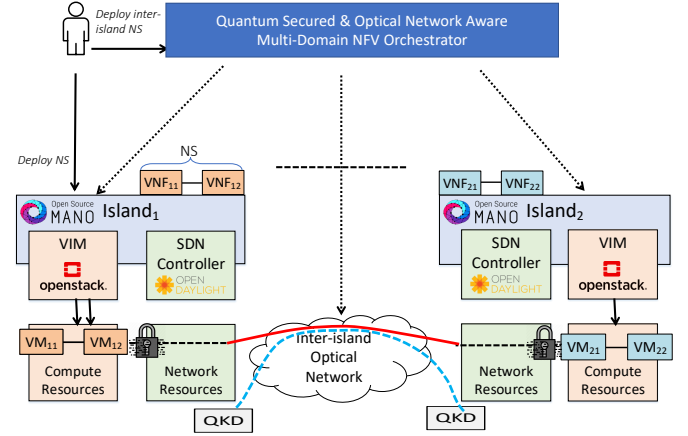 Deploy inter-
island NS
Quantum Secured & Optical Network Aware
Multi-Domain NFV Orchestrator
Deploy NS
NS
VNF11
VNF12
VNF21
VNF22
Open Source
MANO
Island1
Open Source
MANO
Island2
VIM
openstack.
SDN
Controller
OPEN
DAYLIGHT
SDN
Controller
OPEN
DAYLIGHT
VIM
openstack.
VM11
VM12
Compute
Resources
Network
Resources
Inter-island
Optical
Network
Network
Resources
VM21
VM22
Compute
Resources
QKD
QKD